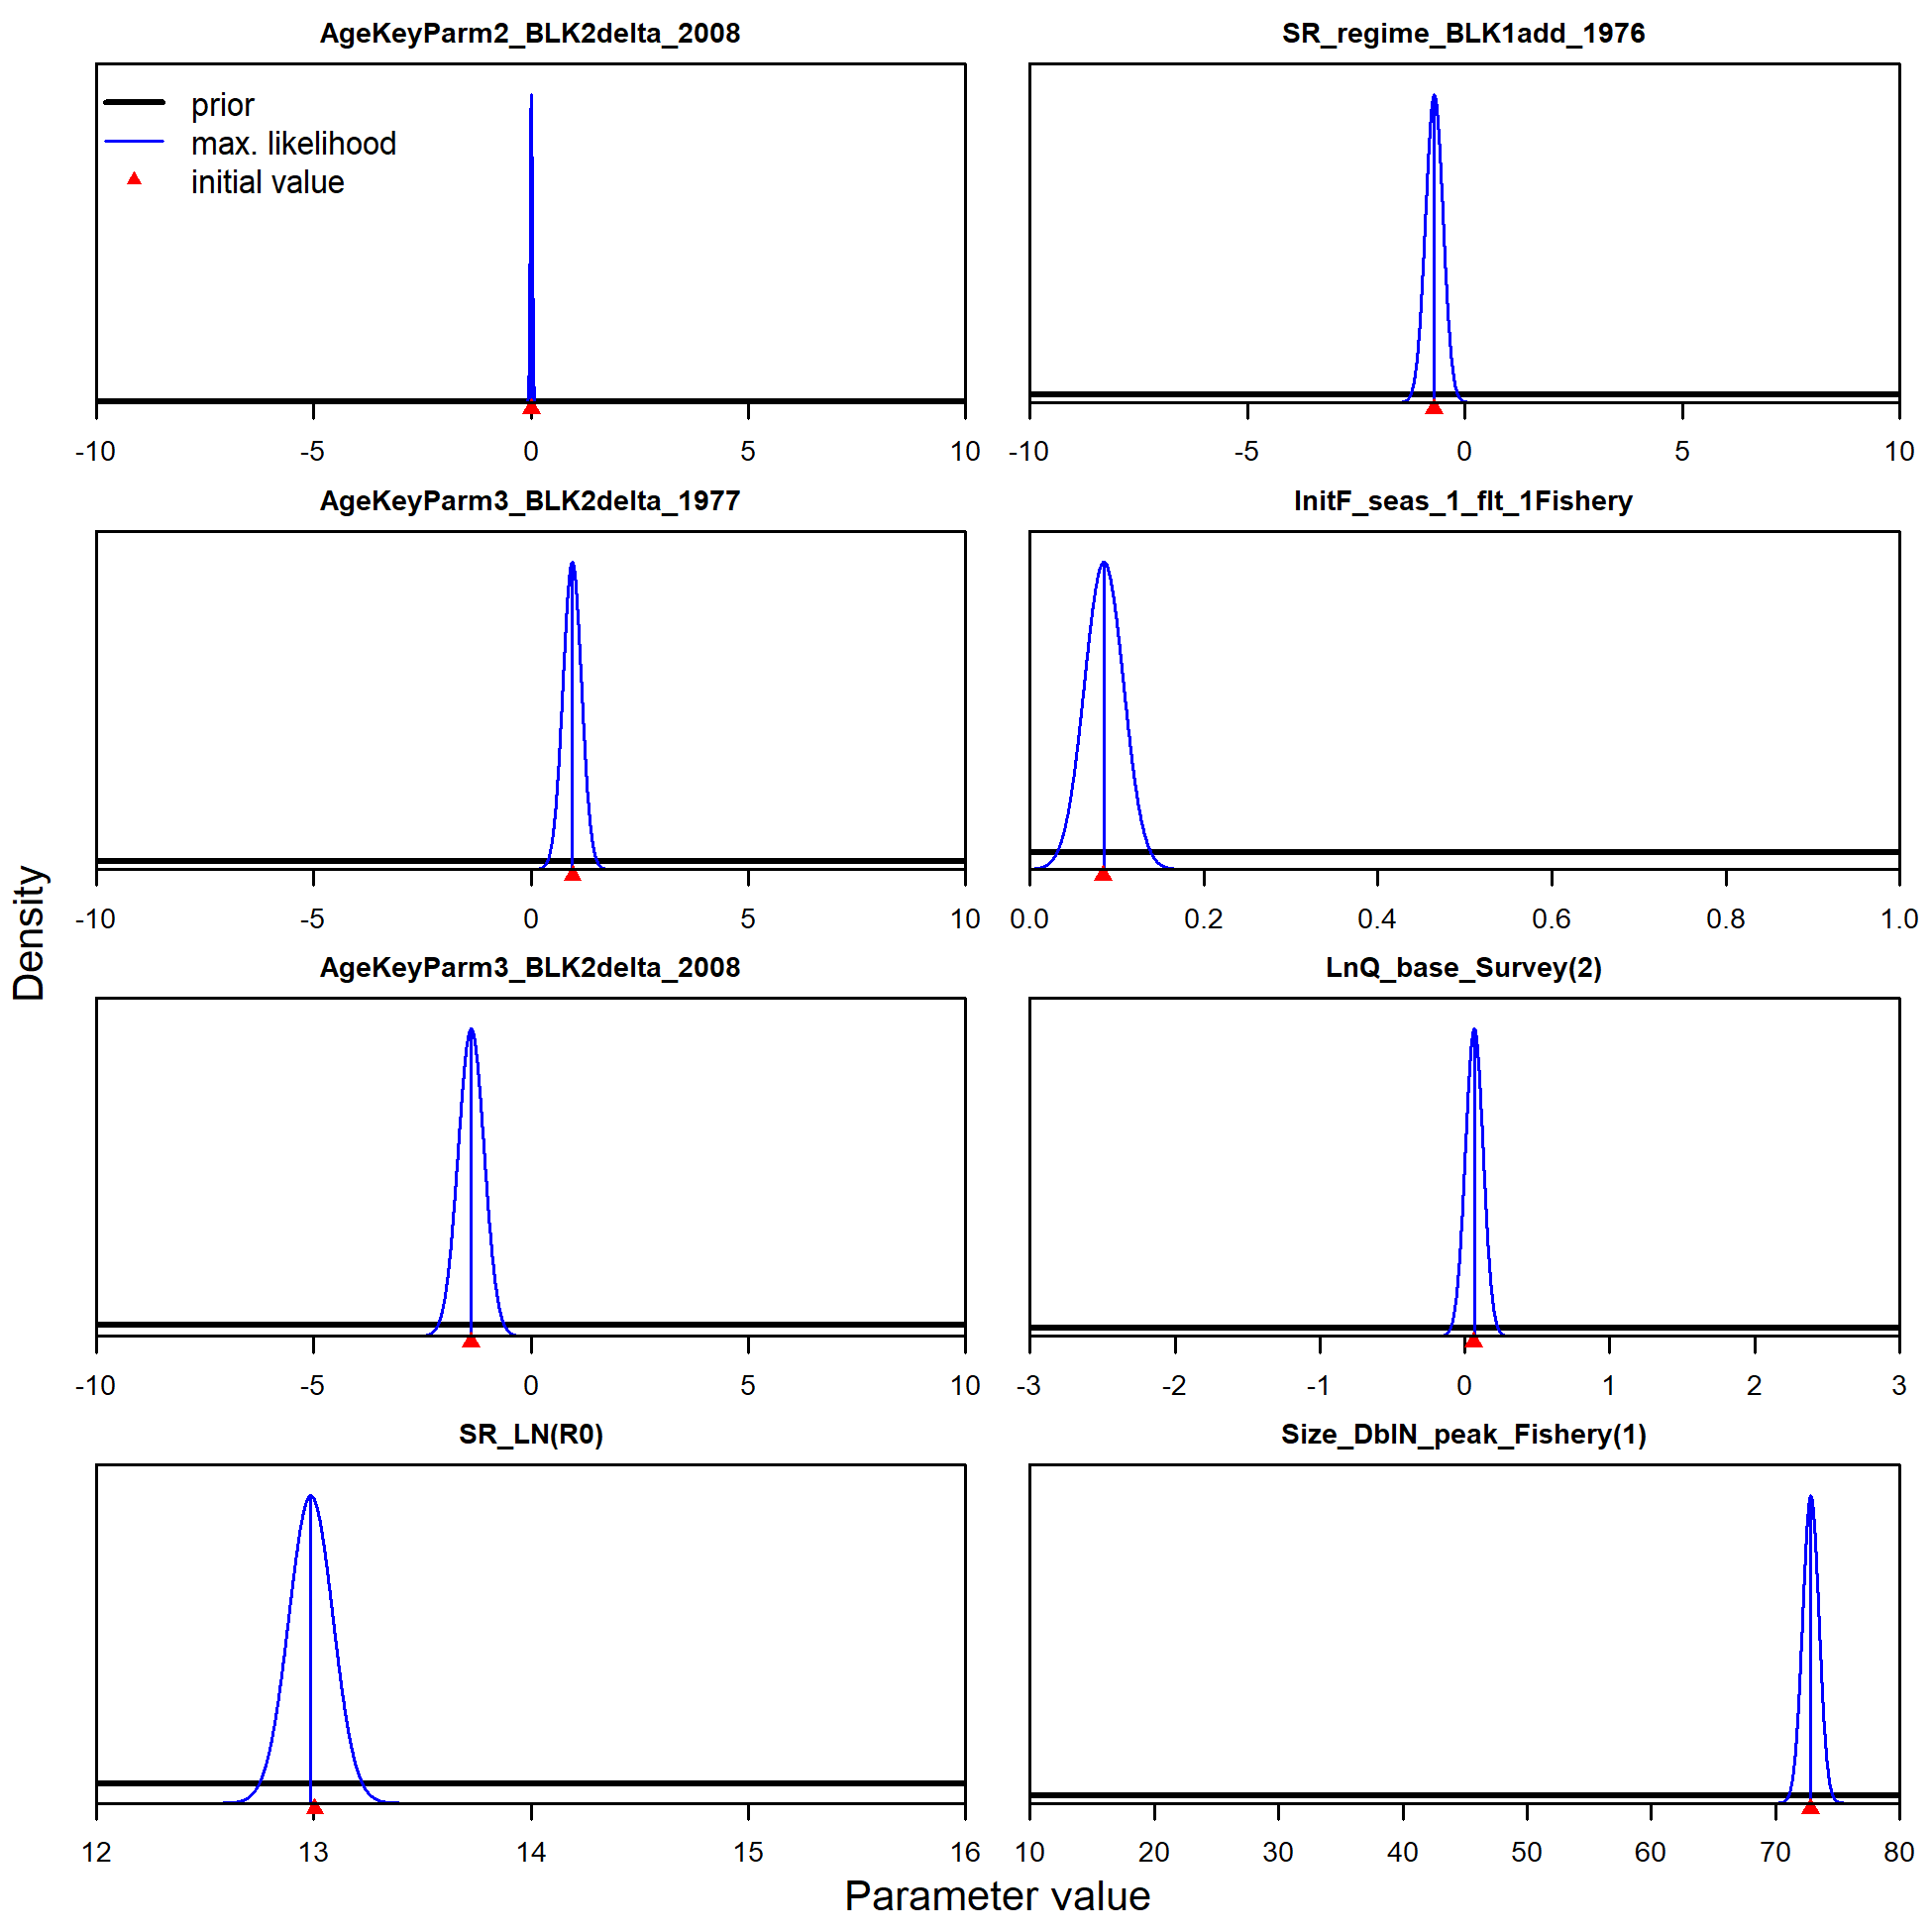 AgeKeyParm2_BLK2delta_2008
prior
max. likelihood
initial value
-10 -5 0 5 10
SR_regime_BLK1add_1976
-10 -5 0 5 10
AgeKeyParm3_BLK2delta_1977
-10 -5 0 5 10
InitF_seas_1_flt_1Fishery
0.0 0.2 0.4 0.6 0.8 1.0
AgeKeyParm3_BLK2delta_2008
-10 -5 0 5 10
LnQ_base_Survey(2)
-3 -2 -1 0 1 2 3
SR_LN(R0)
12 13 14 15 16
Size_DblN_peak_Fishery(1)
10 20 30 40 50 60 70 80
Density
Parameter value